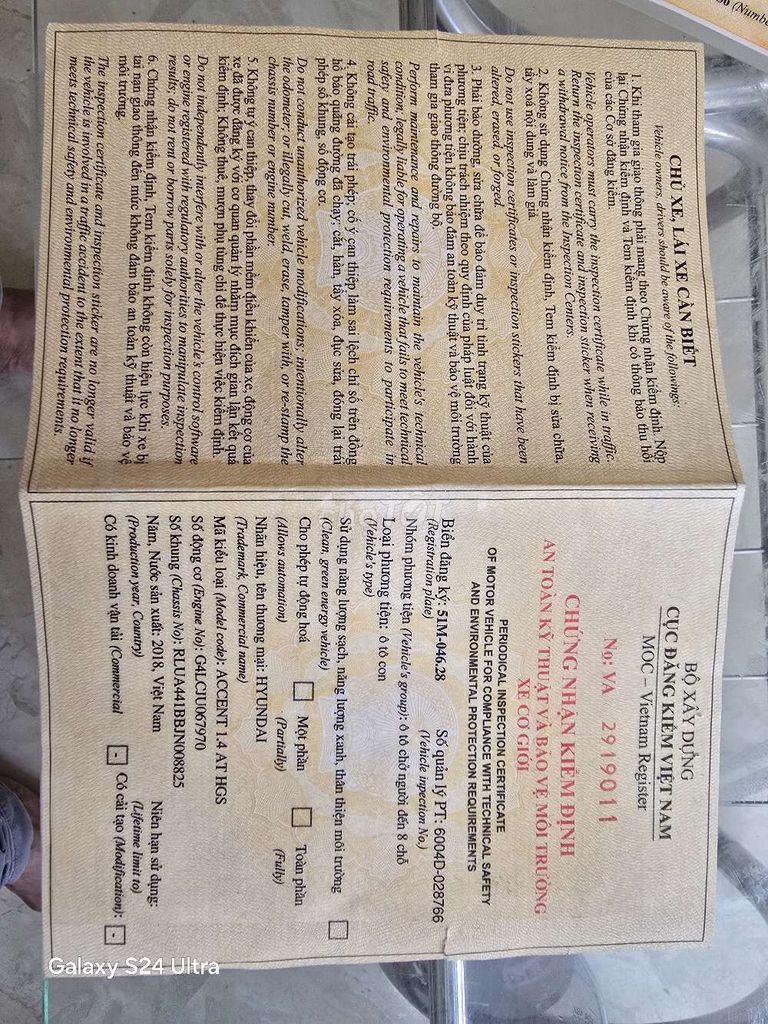 CHỦ XE, LÁI XE CẦN BIẾT
Vehicle owners, drivers should be aware of the followings:
1. Khi tham gia giao thông phải mang theo Chứng nhận kiểm định. Nộp
lại Chứng nhận kiểm định và Tem kiểm định khi có thông báo thu hồi
của các Cơ sở đăng kiểm.
Vehicle operators must carry the inspection certificate while in traffic.
Return the inspection certificate and inspection sticker when receiving
a withdrawal notice from the Inspection Centers.
2. Không sử dụng Chứng nhận kiểm định, Tem kiểm định bị sửa chữa,
tẩy xoá nội dung và làm giả.
Do not use inspection certificates or inspection stickers that have been
altered, erased, or forged.
3. Phải bảo dưỡng, sửa chữa để bảo đảm duy trì tình trạng kỹ thuật của
phương tiện; chịu trách nhiệm theo quy định của pháp luật đối với hành
vi đưa phương tiện không bảo đảm an toàn kỹ thuật và bảo vệ môi trường
tham gia giao thông đường bộ.
Perform maintenance and repairs to maintain the vehicle's technical
condition, legally liable for operating a vehicle that fails to meet technical
safety and environmental protection requirements to participate in
road traffic.
4. Không cải tạo trái phép; cố ý can thiệp làm sai lệch chỉ số trên đồng
hồ báo quãng đường đã chạy; cắt, hàn, tẩy xóa, đục sửa, đóng lại trái
phép số khung, số động cơ.
Do not conduct unauthorized vehicle modifications; intentionally alter
the odometer; or illegally cut, weld, erase, tamper with, or re-stamp the
chassis number or engine number.
5. Không tự ý can thiệp, thay đổi phần mềm điều khiển của xe, động cơ của
xe đã được đăng ký với cơ quan quản lý nhằm mục đích gian lận kết quả
kiểm định; Không thuê, mượn phụ tùng chỉ để thực hiện việc kiểm định.
Do not independently interfere with or alter the vehicle's control software
or engine registered with regulatory authorities to manipulate inspection
results; do not rent or borrow parts solely for inspection purposes.
6. Chứng nhận kiểm định, Tem kiểm định không còn hiệu lực khi xe bị
tai nạn giao thông đến mức không đảm bảo an toàn kỹ thuật và bảo vệ
môi trường.
The inspection certificate and inspection sticker are no longer valid if
the vehicle is involved in a traffic accident to the extent that it no longer
meets technical safety and environmental protection requirements.
BỘ XÂY DỰNG
CỤC ĐĂNG KIỂM VIỆT NAM
MOC – Vietnam Register
No: VA 2919011
CHỨNG NHẬN KIỂM ĐỊNH
AN TOÀN KỸ THUẬT VÀ BẢO VỆ MÔI TRƯỜNG
XE CƠ GIỚI
PERIODICAL INSPECTION CERTIFICATE
OF MOTOR VEHICLE FOR COMPLIANCE WITH TECHNICAL SAFETY
AND ENVIRONMENTAL PROTECTION REQUIREMENTS
Biển đăng ký: 51M-046.28 Số quản lý PT: 6004D-028766
(Registration plate) (Vehicle inpection No.)
Nhóm phương tiện (Vehicle's group): ô tô chở người đến 8 chỗ
Loại phương tiện: ô tô con
(Vehicle's type)
Sử dụng năng lượng sạch, năng lượng xanh, thân thiện môi trường
(Clean, green energy vehicle)
Cho phép tự động hoá Một phần Toàn phần
(Allows automation) (Partially) (Fully)
Nhãn hiệu, tên thương mại: HYUNDAI
(Trademark, Commercial name)
Mã kiểu loại (Model code): ACCENT 1.4 AT HGS
Số động cơ (Engine No): G4LCJU067970
Số khung (Chassis No): RLUA441BBJN008825
Năm, Nước sản xuất: 2018, Việt Nam Niên hạn sử dụng:
(Production year, Country) (Lifetime limit to)
Có kinh doanh vận tải (Commercial - Có cải tạo (Modification): -
(Numbe
CHỢ TỐT
Galaxy S24 Ultra